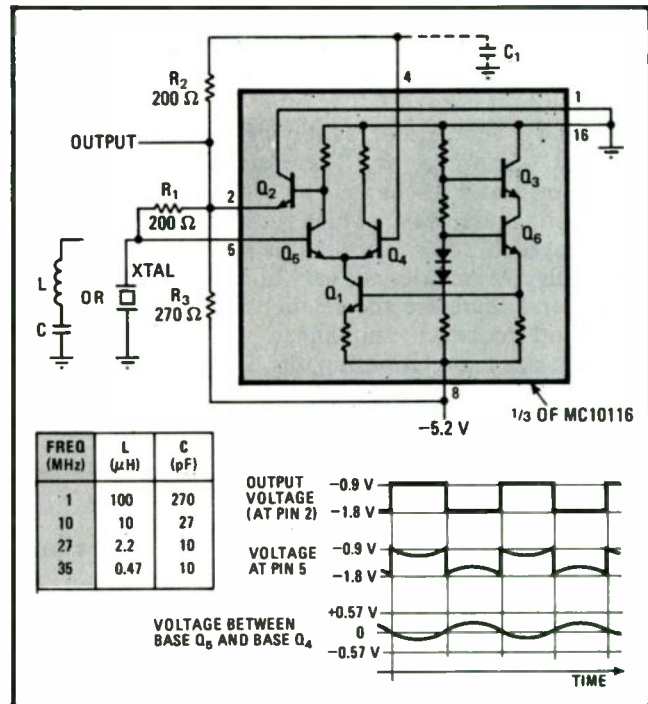 C₁
4
R₂
200 Ω
1
16
OUTPUT
R₁
200 Ω
2
Q₂
Q₃
5
Q₅
Q₄
Q₆
XTAL
L
OR
C
R₃
270 Ω
Q₁
8
−5.2 V
1/3 OF MC10116
FREQ (MHz) L (μH) C (pF)
1 100 270
10 10 27
27 2.2 10
35 0.47 10
OUTPUT
VOLTAGE
(AT PIN 2)
−0.9 V
−1.8 V
VOLTAGE
AT PIN 5
−0.9 V
−1.8 V
VOLTAGE BETWEEN
BASE Q₅ AND BASE Q₄
+0.57 V
0
−0.57 V
TIME